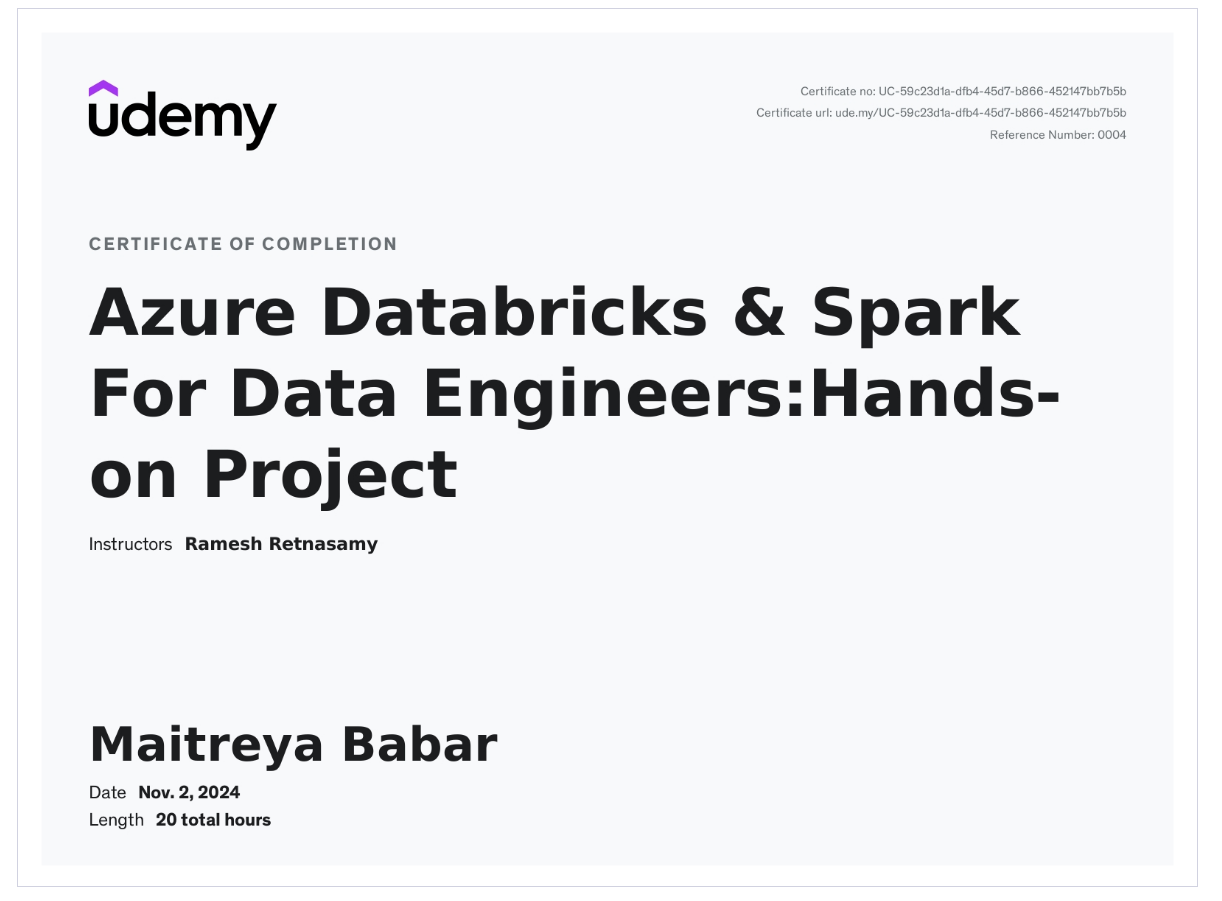 udemy
Certificate no: UC-59c23d1a-dfb4-45d7-b866-452147bb7b5b
Certificate url: ude.my/UC-59c23d1a-dfb4-45d7-b866-452147bb7b5b
Reference Number: 0004
CERTIFICATE OF COMPLETION
Azure Databricks & Spark
For Data Engineers:Hands-
on Project
Instructors Ramesh Retnasamy
Maitreya Babar
Date Nov. 2, 2024
Length 20 total hours